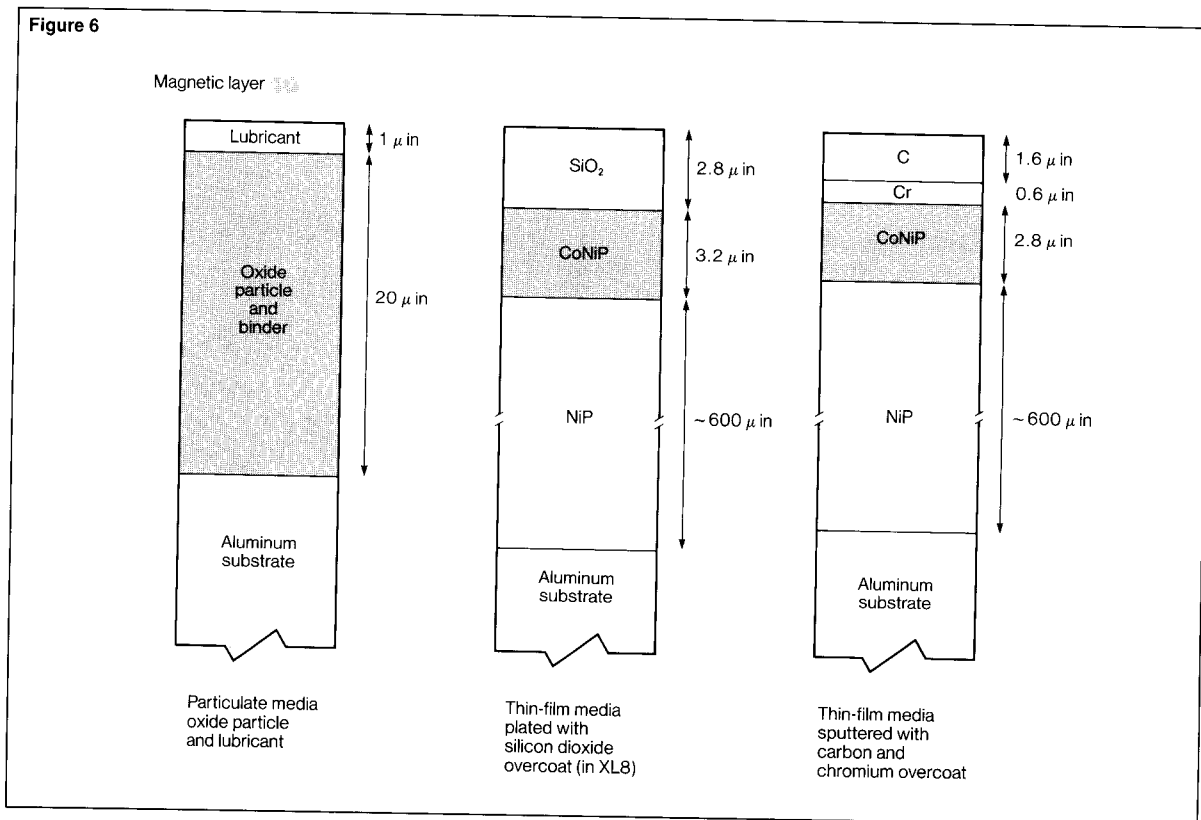 Figure 6
Magnetic layer
Lubricant
1 μ in
Oxide
particle
and
binder
20 μ in
Aluminum
substrate
Particulate media
oxide particle
and lubricant
SiO₂
2.8 μ in
CoNiP
3.2 μ in
NiP
~600 μ in
Aluminum
substrate
Thin-film media
plated with
silicon dioxide
overcoat (in XL8)
C
1.6 μ in
Cr
0.6 μ in
CoNiP
2.8 μ in
NiP
~600 μ in
Aluminum
substrate
Thin-film media
sputtered with
carbon and
chromium overcoat